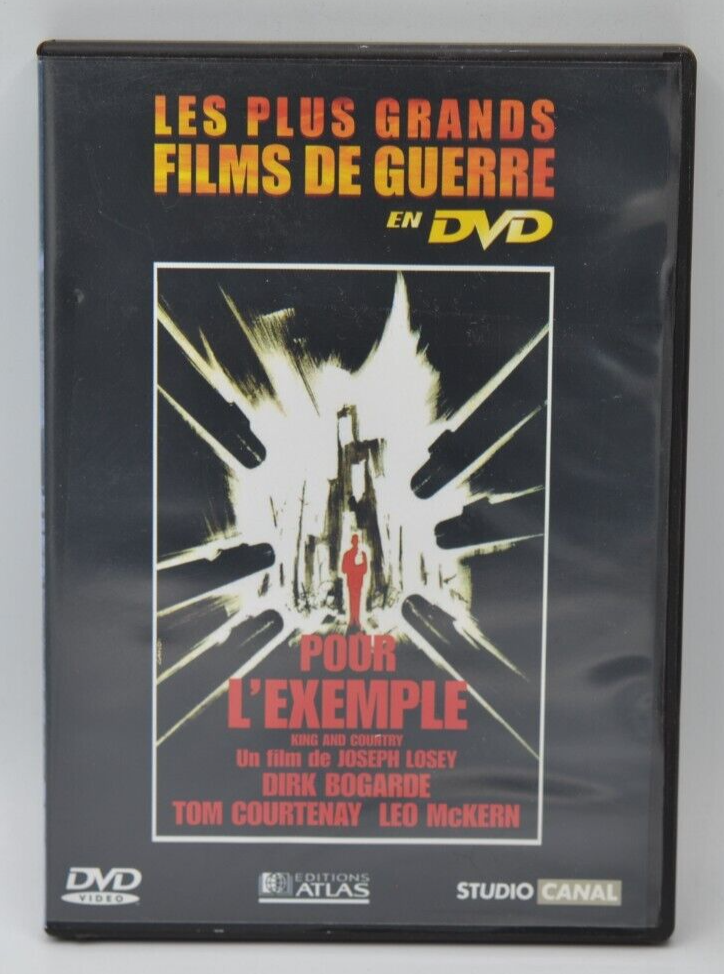 LES PLUS GRANDS
FILMS DE GUERRE
EN DVD
POUR
L'EXEMPLE
KING AND COUNTRY
Un film de JOSEPH LOSEY
DIRK BOGARDE
TOM COURTENAY LEO McKERN
DVD
VIDEO
EDITIONS
ATLAS
STUDIO CANAL